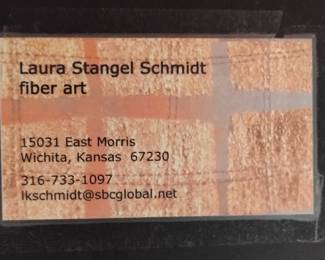 Laura Stangel Schmidt
fiber art
15031 East Morris
Wichita, Kansas  67230
316-733-1097
lkschmidt@sbcglobal.net